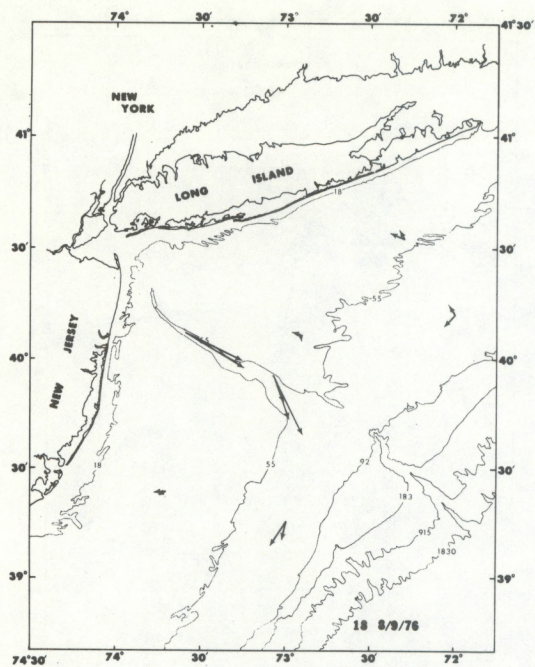 74° 30' 73° 30' 72° 41°30'
NEW
YORK
41° 41°
LONG ISLAND
18
30' 30'
55
NEW JERSEY
40° 40°
55
92
30' 30'
18
183
915
1830
39° 39°
18 8/9/76
74°30' 74° 30' 73° 30' 72°